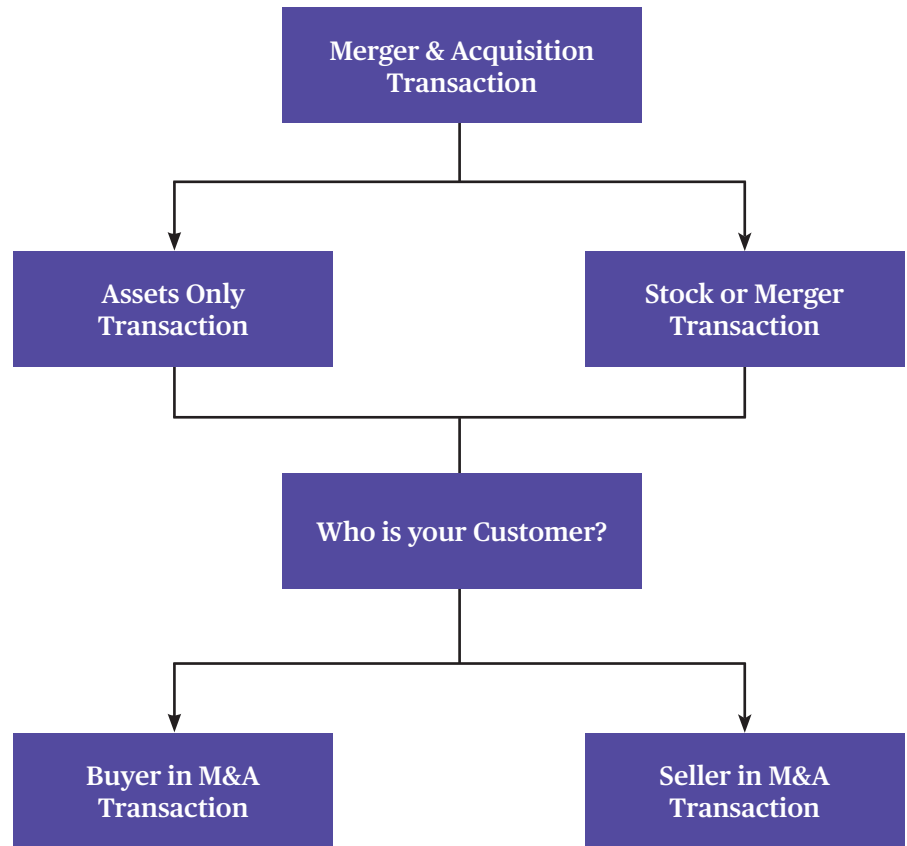 Merger & Acquisition
Transaction
Assets Only
Transaction
Stock or Merger
Transaction
Who is your Customer?
Buyer in M&A
Transaction
Seller in M&A
Transaction